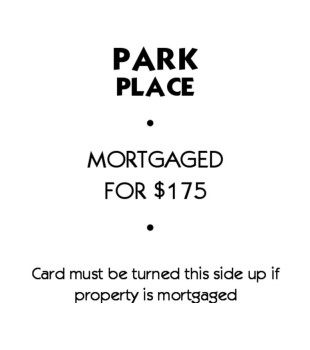 PARK
PLACE
•
MORTGAGED
FOR $175
•
Card must be turned this side up if
property is mortgaged